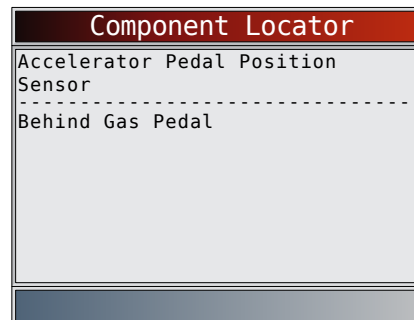 Component Locator
Accelerator Pedal Position
Sensor
--------------------------------
Behind Gas Pedal